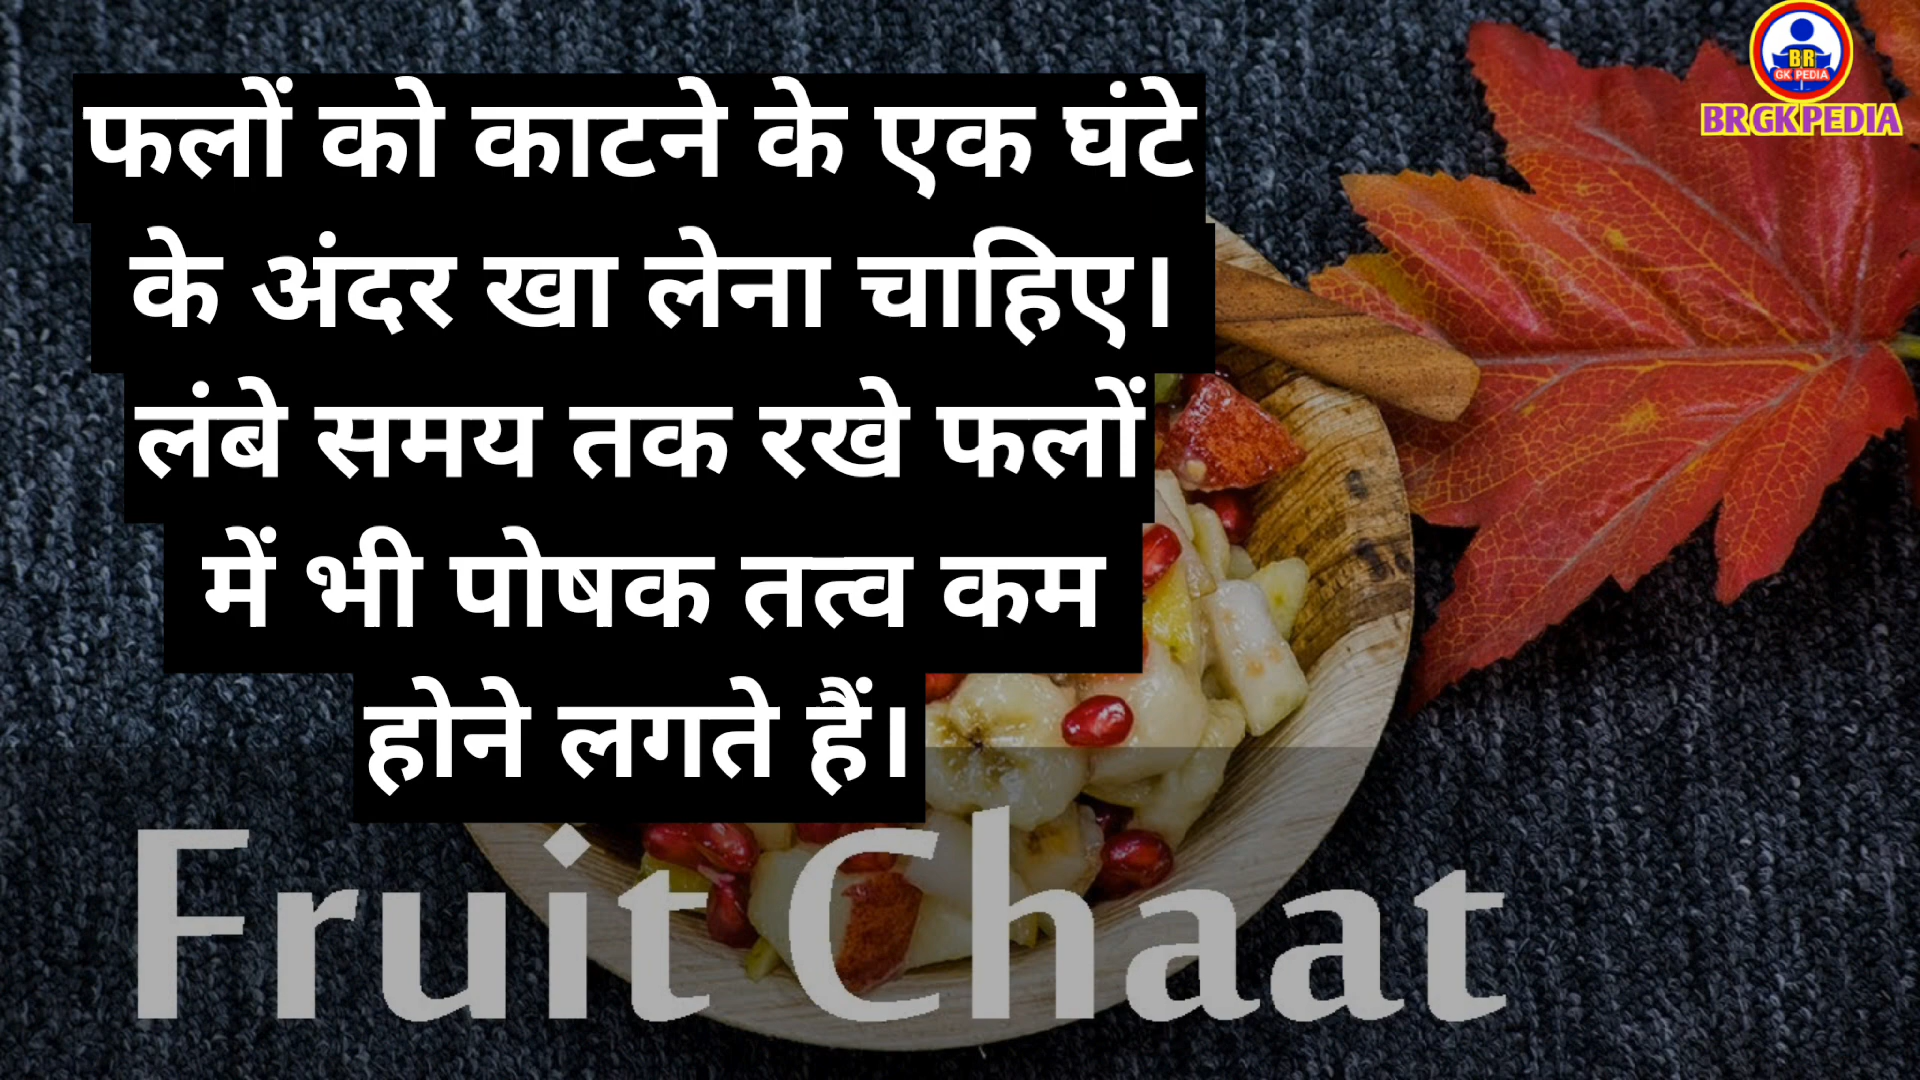 BR
GK PEDIA
BR GK PEDIA
फलों को काटने के एक घंटे
के अंदर खा लेना चाहिए।
लंबे समय तक रखे फलों
में भी पोषक तत्व कम
होने लगते हैं।
Fruit Chaat